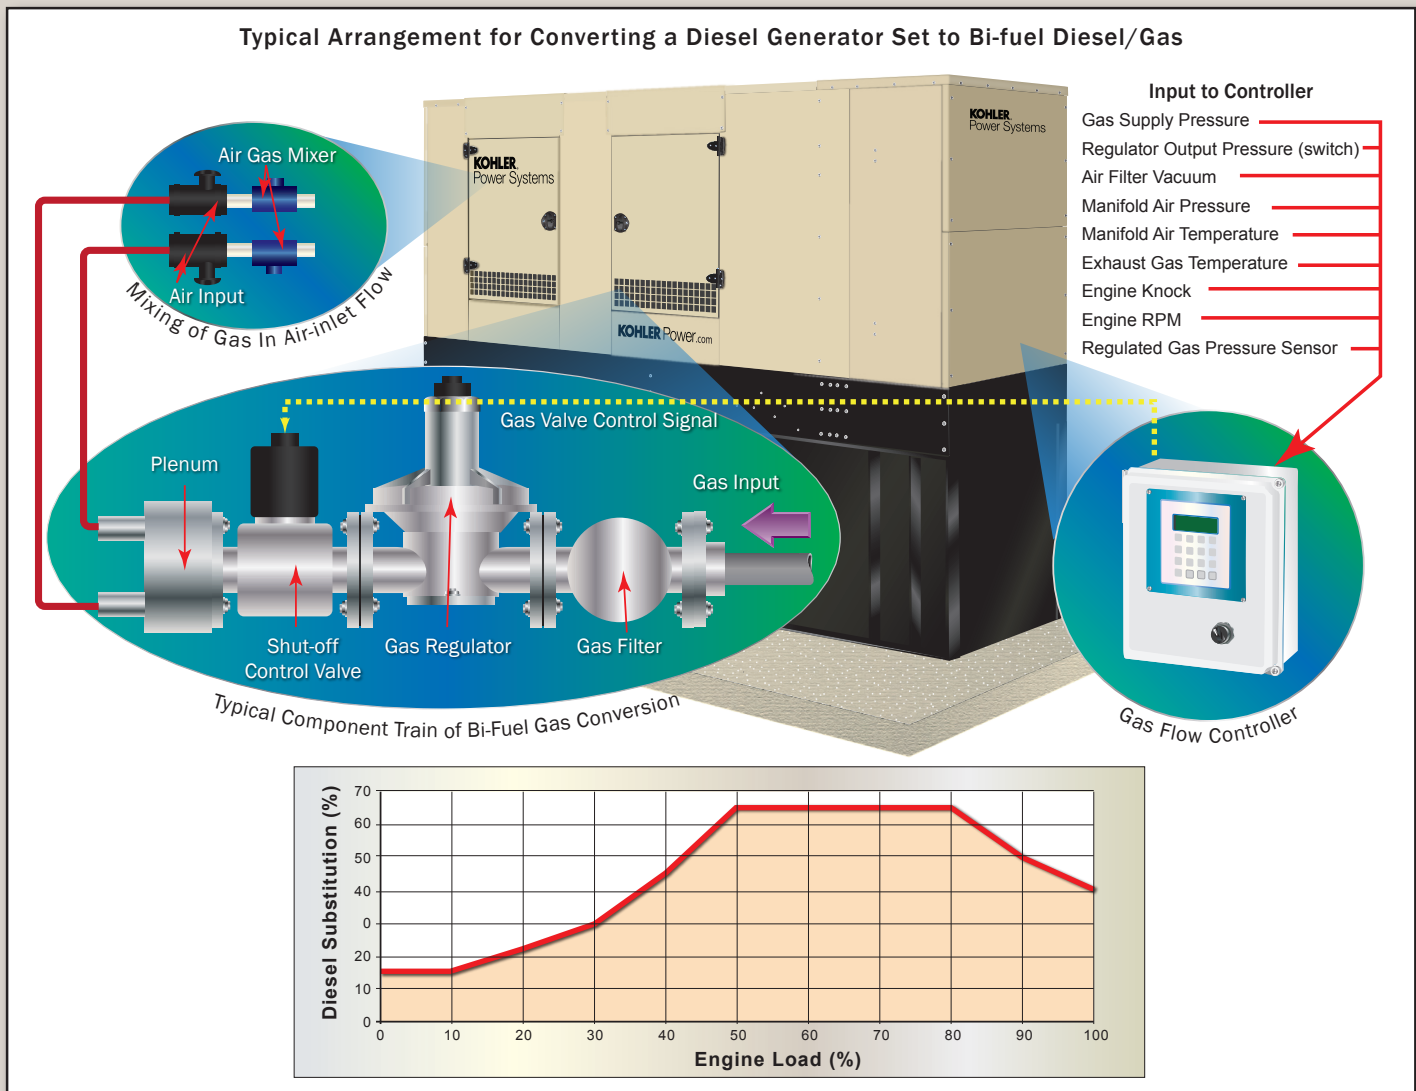 Typical Arrangement for Converting a Diesel Generator Set to Bi-fuel Diesel/Gas
Input to Controller
Gas Supply Pressure
Regulator Output Pressure (switch)
Air Filter Vacuum
Manifold Air Pressure
Manifold Air Temperature
Exhaust Gas Temperature
Engine Knock
Engine RPM
Regulated Gas Pressure Sensor
KOHLER
Power Systems
KOHLER
Power Systems
KOHLER Power.com
Air Gas Mixer
Air Input
Mixing of Gas In Air-inlet Flow
Gas Valve Control Signal
Plenum
Gas Input
Shut-off
Control Valve
Gas Regulator
Gas Filter
Typical Component Train of Bi-Fuel Gas Conversion
Gas Flow Controller
Diesel Substitution (%)
70
60
50
40
0
20
10
0
0 10 20 30 40 50 60 70 80 90 100
Engine Load (%)